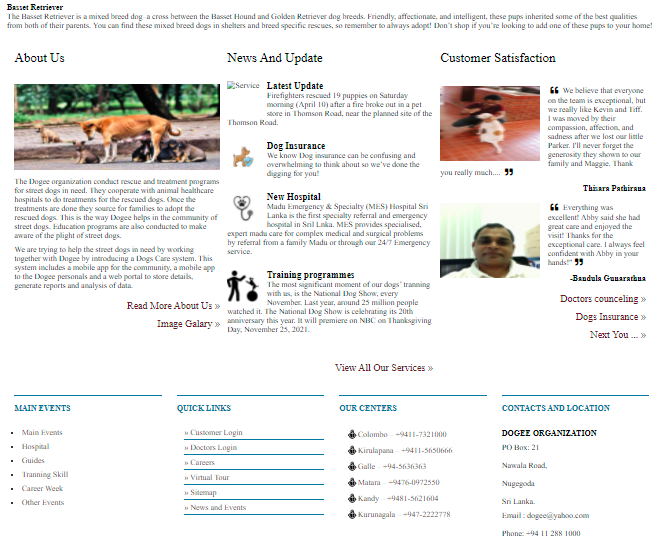 Basset Retriever
The Basset Retriever is a mixed breed dog–a cross between the Basset Hound and Golden Retriever dog breeds. Friendly, affectionate, and intelligent, these pups inherited some of the best qualities
from both of their parents. You can find these mixed breed dogs in shelters and breed specific rescues, so remember to always adopt! Don't shop if you're looking to add one of these pups to your home!
About Us
The Dogee organization conduct rescue and treatment programs
for street dogs in need. They cooperate with animal healthcare
hospitals to do treatments for the rescued dogs. Once the
treatments are done they source for families to adopt the
rescued dogs. This is the way Dogee helps in the community of
street dogs. Education programs are also conducted to make
aware of the plight of street dogs.
We are trying to help the street dogs in need by working
together with Dogee by introducing a Dogs Care system. This
system includes a mobile app for the community, a mobile app
to the Dogee personals and a web portal to store details,
generate reports and analysis of data.
Read More About Us »
Image Galary »
News And Update
Service
Latest Update
Firefighters rescued 19 puppies on Saturday
morning (April 10) after a fire broke out in a pet
store in Thomson Road, near the planned site of the
Thomson Road.
Dog Insurance
We know Dog insurance can be confusing and
overwhelming to think about so we've done the
digging for you!
New Hospital
Madu Emergency & Specialty (MES) Hospital Sri
Lanka is the first specialty referral and emergency
hospital in Sril Lnka. MES provides specialised,
expert madu care for complex medical and surgical problems
by referral from a family Madu or through our 24/7 Emergency
service.
Training programmes
The most significant moment of our dogs' tranning
with us, is the National Dog Show, every
November. Last year, around 25 million people
watched it. The National Dog Show is celebrating its 20th
anniversary this year. It will premiere on NBC on Thanksgiving
Day, November 25, 2021.
Customer Satisfaction
❝ We believe that everyone
on the team is exceptional, but
we really like Kevin and Tiff.
I was moved by their
compassion, affection, and
sadness after we lost our little
Parker. I'll never forget the
generosity they showed to our
family and Maggie. Thank
you really much.... ❞
Thisara Pathirana
❝ Everything was
excellent! Abby said she had
great care and enjoyed the
visit! Thanks for the
exceptional care. I always feel
confident with Abby in your
hands!" ❞
-Bandula Gunarathna
Doctors counceling »
Dogs Insurance »
Next You ... »
View All Our Services »
MAIN EVENTS
• Main Events
• Hospital
• Guides
• Tranning Skill
• Career Week
• Other Events
QUICK LINKS
» Customer Login
» Doctors Login
» Careers
» Virtual Tour
» Sitemap
» News and Events
OUR CENTERS
Colombo – +9411-7321000
Kirulapana – +9411-5650666
Galle – +94-5636363
Matara – +9476-0972550
Kandy – +9481-5621604
Kurunagala – +947-2222778
CONTACTS AND LOCATION
DOGEE ORGANIZATION
PO Box: 21
Nawala Road,
Nugegoda
Sri Lanka.
Email : dogee@yahoo.com
Phone: +94 11 288 1000